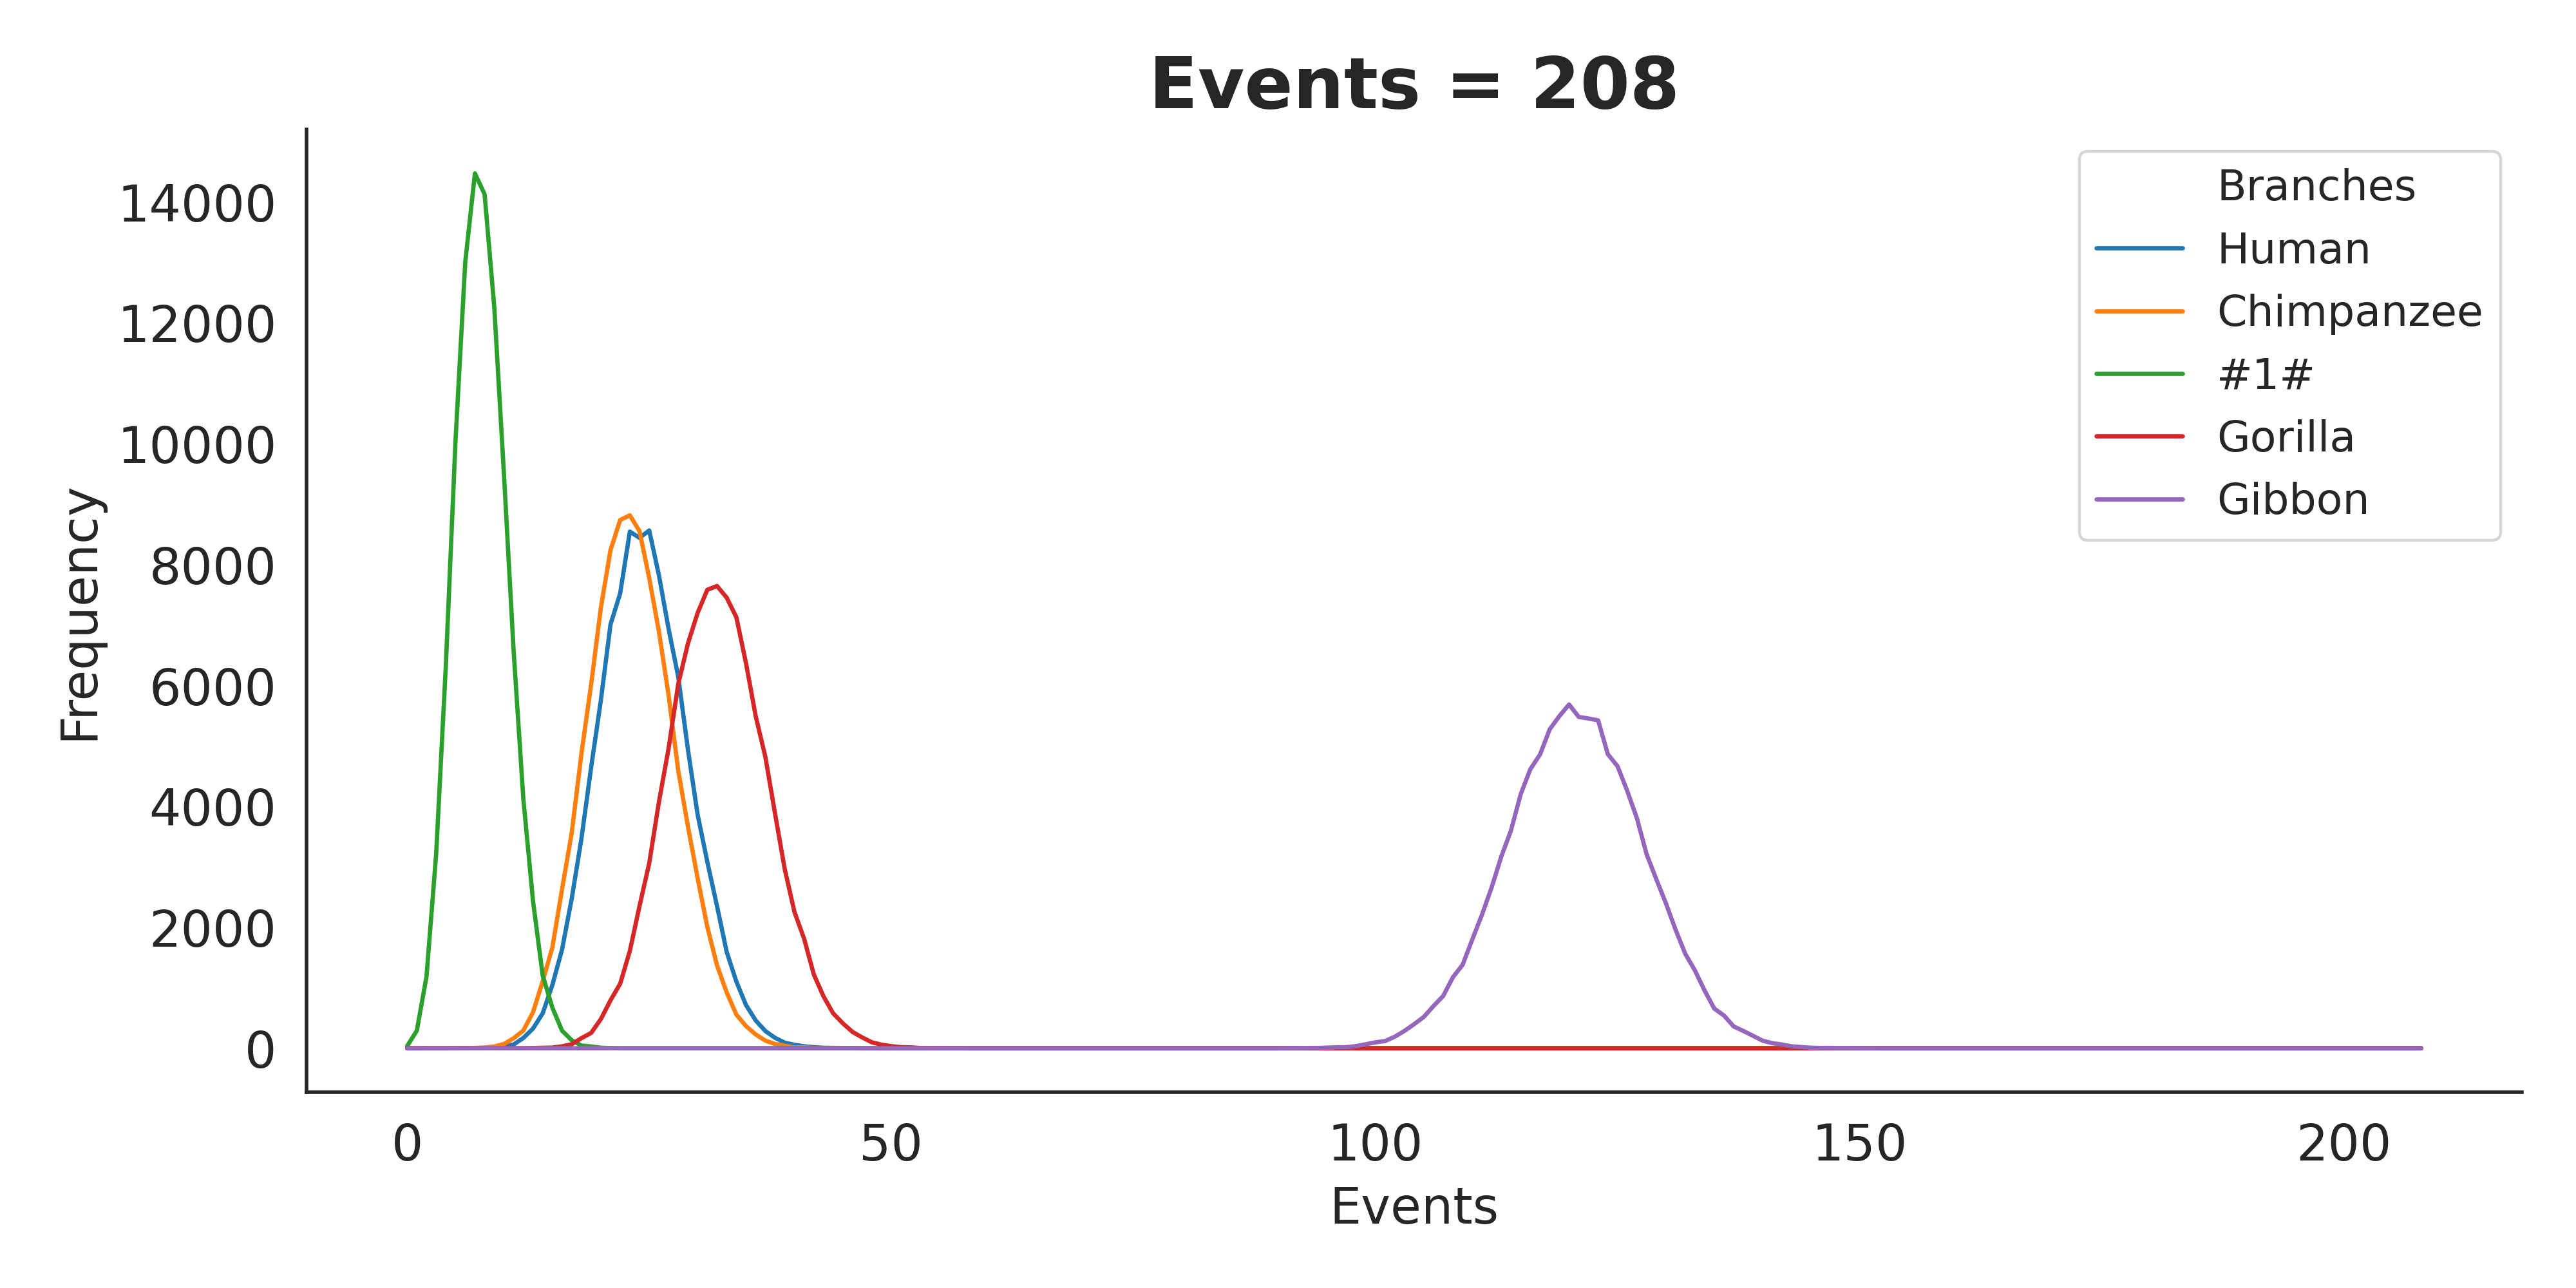 Events = 208
14000
12000
10000
8000
6000
4000
2000
0
Frequency
0 50 100 150 200
Events
Branches
Human
Chimpanzee
#1#
Gorilla
Gibbon